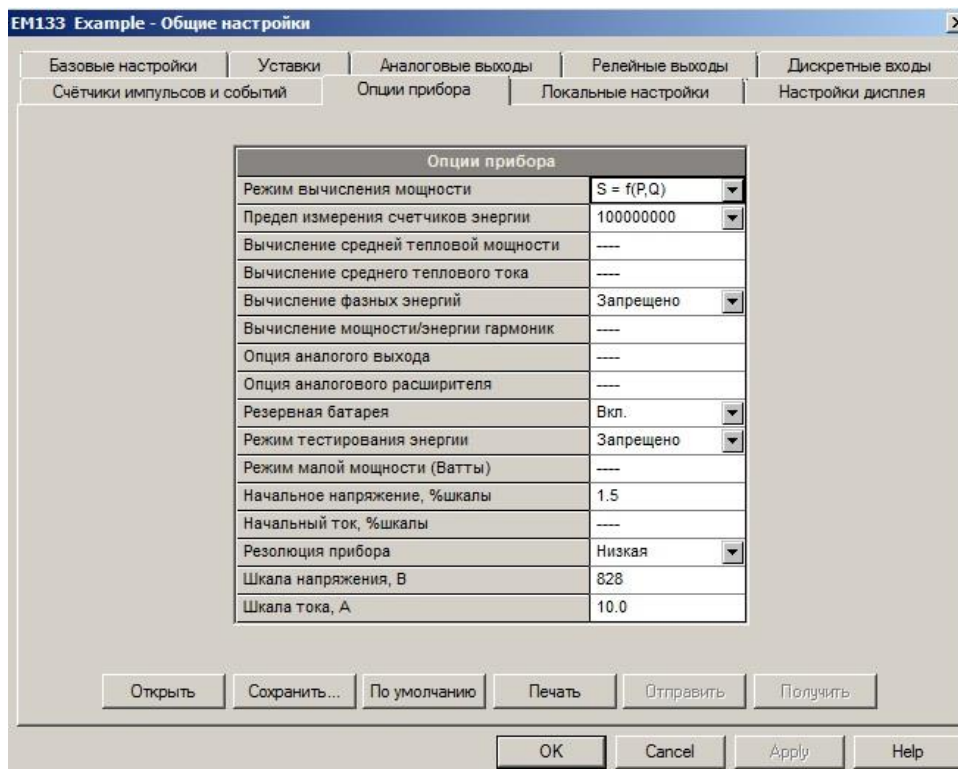 EM133 Example - Общие настройки
Базовые настройки Уставки Аналоговые выходы Релейные выходы Дискретные входы
Счётчики импульсов и событий Опции прибора Локальные настройки Настройки дисплея
Опции прибора
Режим вычисления мощности S = f(P,Q)
Предел измерения счетчиков энергии 100000000
Вычисление средней тепловой мощности ----
Вычисление среднего теплового тока ----
Вычисление фазных энергий Запрещено
Вычисление мощности/энергии гармоник ----
Опция аналогого выхода ----
Опция аналогового расширителя ----
Резервная батарея Вкл.
Режим тестирования энергии Запрещено
Режим малой мощности (Ватты) ----
Начальное напряжение, %шкалы 1.5
Начальный ток, %шкалы ----
Резолюция прибора Низкая
Шкала напряжения, В 828
Шкала тока, А 10.0
Открыть Сохранить... По умолчанию Печать Отправить Получить
OK Cancel Apply Help